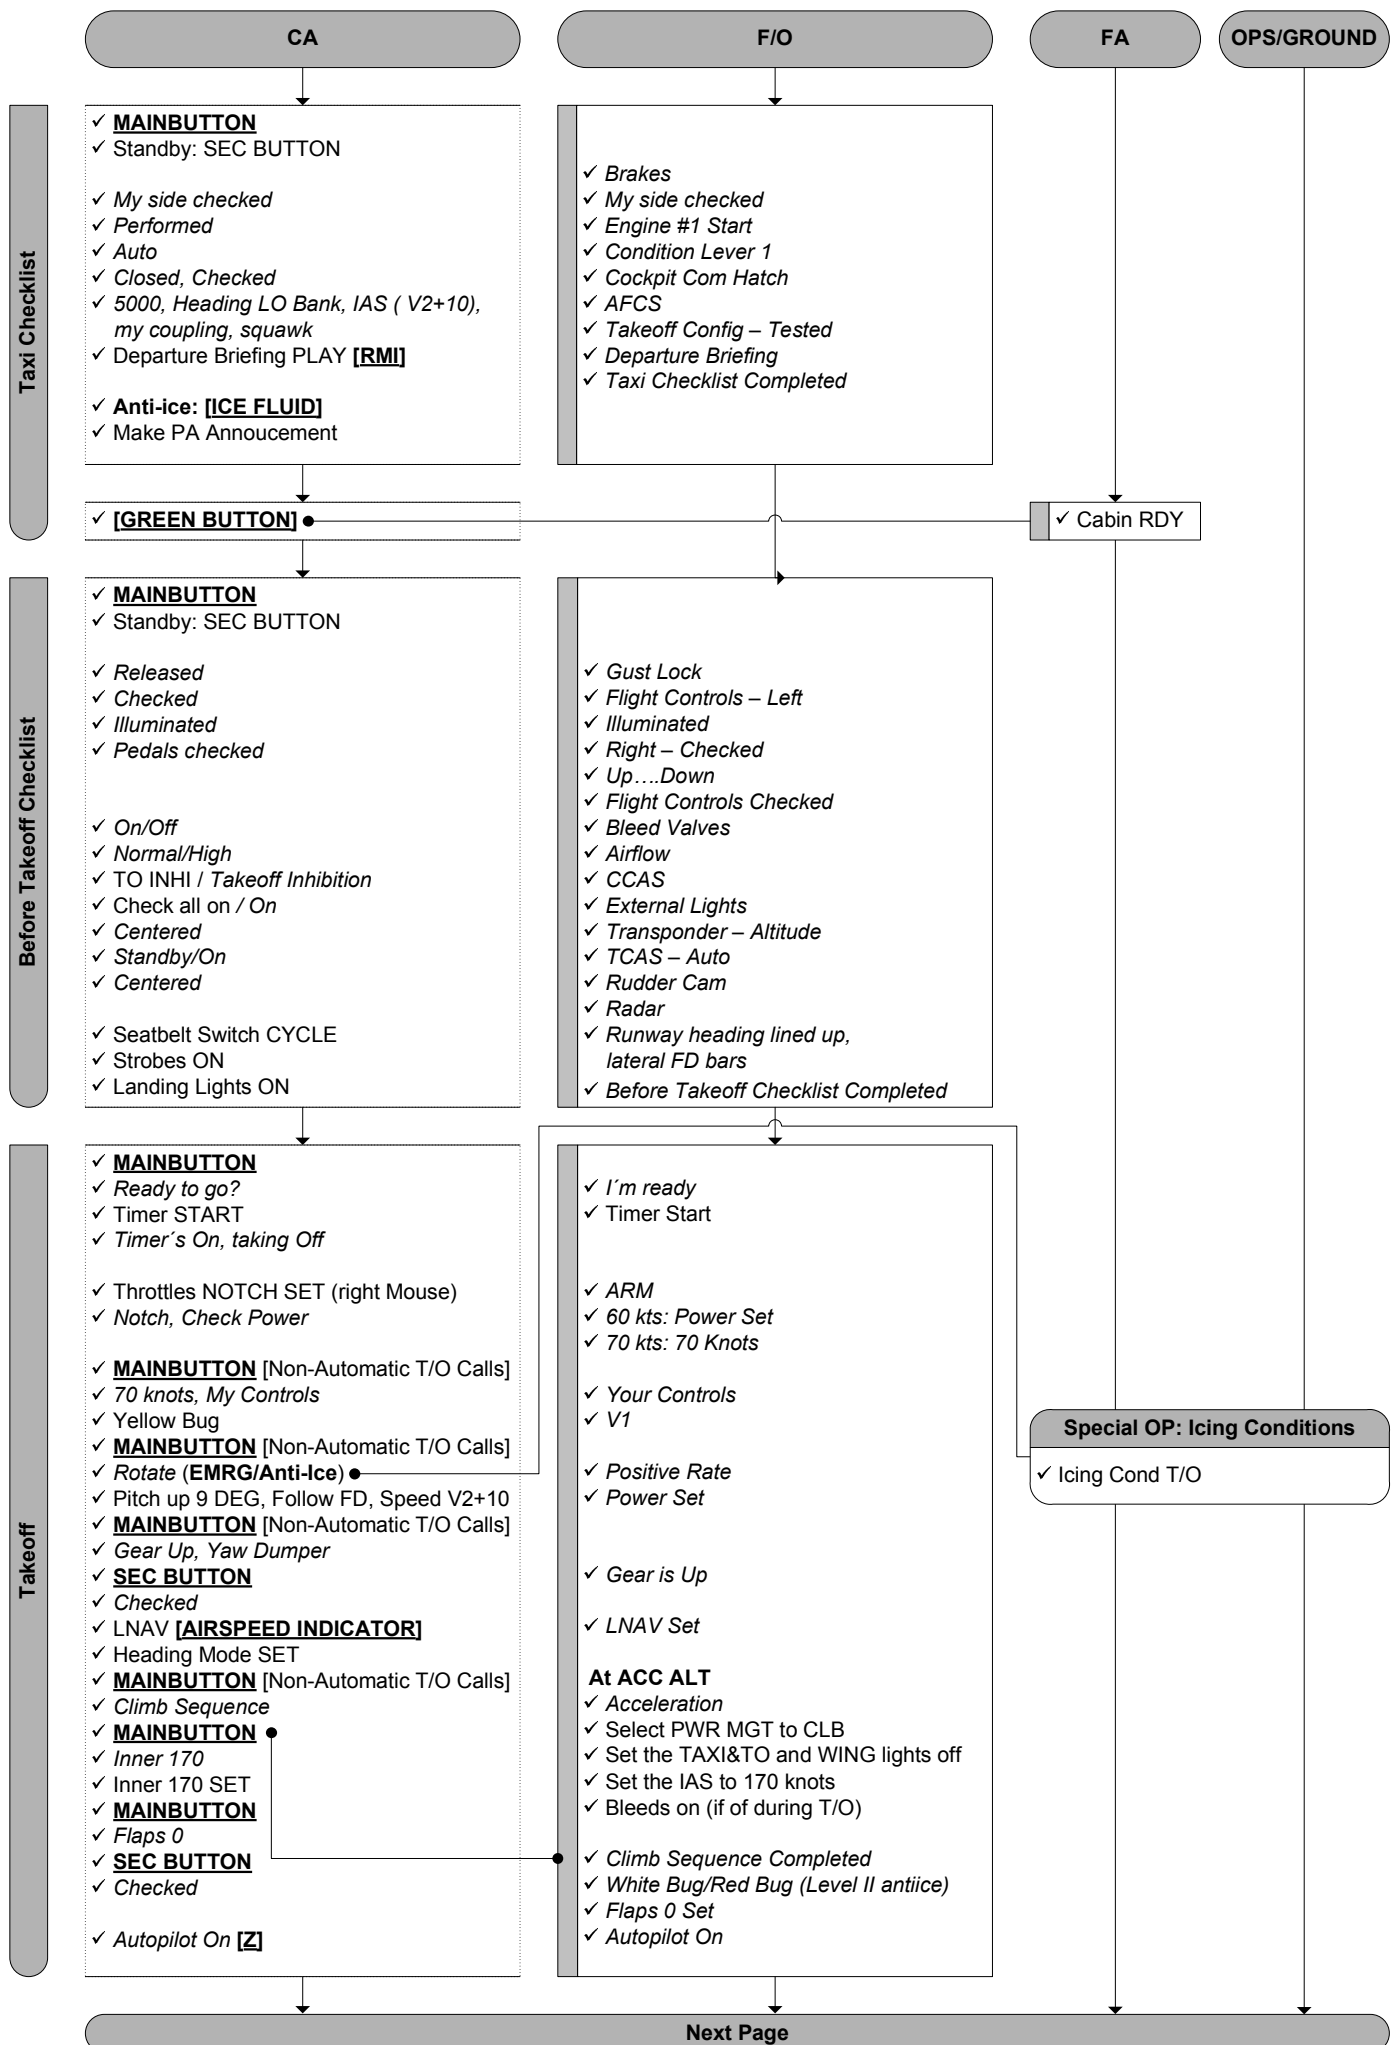 CA
F/O
FA
OPS/GROUND
Taxi Checklist
✓ MAINBUTTON
✓ Standby: SEC BUTTON
✓ My side checked
✓ Performed
✓ Auto
✓ Closed, Checked
✓ 5000, Heading LO Bank, IAS ( V2+10),
my coupling, squawk
✓ Departure Briefing PLAY [RMI]
✓ Anti-ice: [ICE FLUID]
✓ Make PA Annoucement
✓ Brakes
✓ My side checked
✓ Engine #1 Start
✓ Condition Lever 1
✓ Cockpit Com Hatch
✓ AFCS
✓ Takeoff Config – Tested
✓ Departure Briefing
✓ Taxi Checklist Completed
✓ [GREEN BUTTON]
✓ Cabin RDY
Before Takeoff Checklist
✓ MAINBUTTON
✓ Standby: SEC BUTTON
✓ Released
✓ Checked
✓ Illuminated
✓ Pedals checked
✓ On/Off
✓ Normal/High
✓ TO INHI / Takeoff Inhibition
✓ Check all on / On
✓ Centered
✓ Standby/On
✓ Centered
✓ Seatbelt Switch CYCLE
✓ Strobes ON
✓ Landing Lights ON
✓ Gust Lock
✓ Flight Controls – Left
✓ Illuminated
✓ Right – Checked
✓ Up….Down
✓ Flight Controls Checked
✓ Bleed Valves
✓ Airflow
✓ CCAS
✓ External Lights
✓ Transponder – Altitude
✓ TCAS – Auto
✓ Rudder Cam
✓ Radar
✓ Runway heading lined up,
lateral FD bars
✓ Before Takeoff Checklist Completed
Takeoff
✓ MAINBUTTON
✓ Ready to go?
✓ Timer START
✓ Timer´s On, taking Off
✓ Throttles NOTCH SET (right Mouse)
✓ Notch, Check Power
✓ MAINBUTTON [Non-Automatic T/O Calls]
✓ 70 knots, My Controls
✓ Yellow Bug
✓ MAINBUTTON [Non-Automatic T/O Calls]
✓ Rotate (EMRG/Anti-Ice)
✓ Pitch up 9 DEG, Follow FD, Speed V2+10
✓ MAINBUTTON [Non-Automatic T/O Calls]
✓ Gear Up, Yaw Dumper
✓ SEC BUTTON
✓ Checked
✓ LNAV [AIRSPEED INDICATOR]
✓ Heading Mode SET
✓ MAINBUTTON [Non-Automatic T/O Calls]
✓ Climb Sequence
✓ MAINBUTTON
✓ Inner 170
✓ Inner 170 SET
✓ MAINBUTTON
✓ Flaps 0
✓ SEC BUTTON
✓ Checked
✓ Autopilot On [Z]
✓ I´m ready
✓ Timer Start
✓ ARM
✓ 60 kts: Power Set
✓ 70 kts: 70 Knots
✓ Your Controls
✓ V1
✓ Positive Rate
✓ Power Set
✓ Gear is Up
✓ LNAV Set
At ACC ALT
✓ Acceleration
✓ Select PWR MGT to CLB
✓ Set the TAXI&TO and WING lights off
✓ Set the IAS to 170 knots
✓ Bleeds on (if of during T/O)
✓ Climb Sequence Completed
✓ White Bug/Red Bug (Level II antiice)
✓ Flaps 0 Set
✓ Autopilot On
Special OP: Icing Conditions
✓ Icing Cond T/O
Next Page